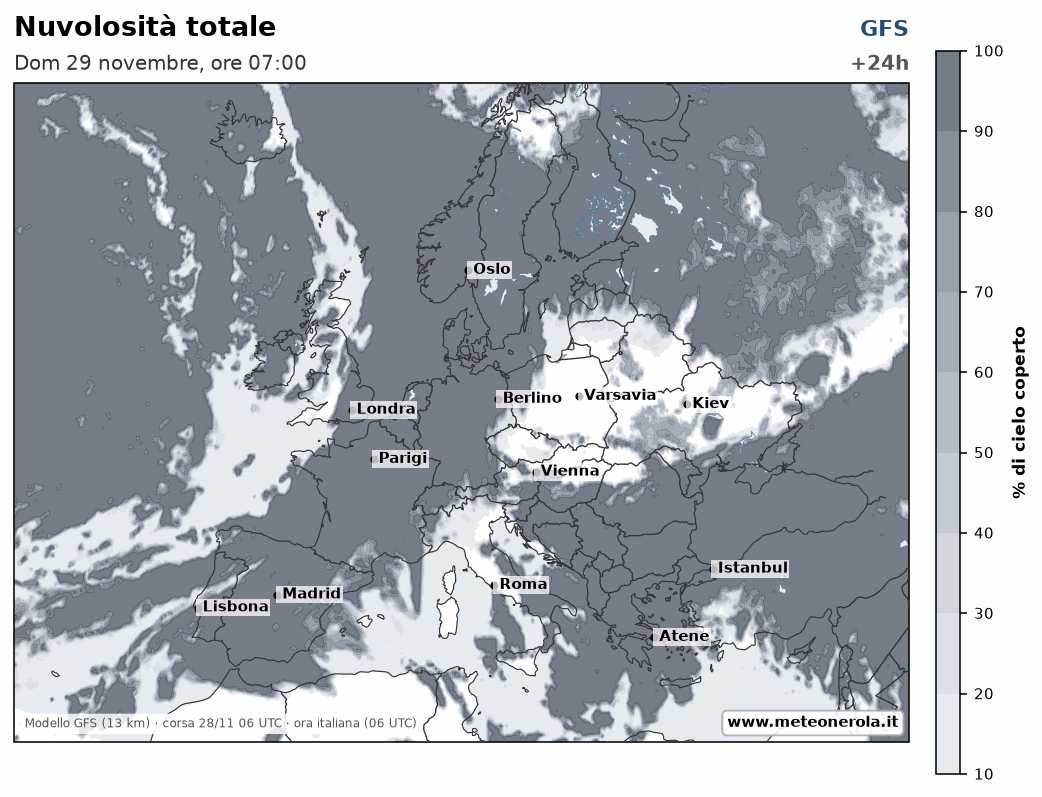 Nuvolosità totale
GFS
Dom 29 novembre, ore 07:00
+24h
100
90
80
70
60
50
40
30
20
10
% di cielo coperto
Oslo
Berlino
Varsavia
Kiev
Londra
Parigi
Vienna
Istanbul
Roma
Madrid
Lisbona
Atene
Modello GFS (13 km) · corsa 28/11 06 UTC · ora italiana (06 UTC)
www.meteonerola.it